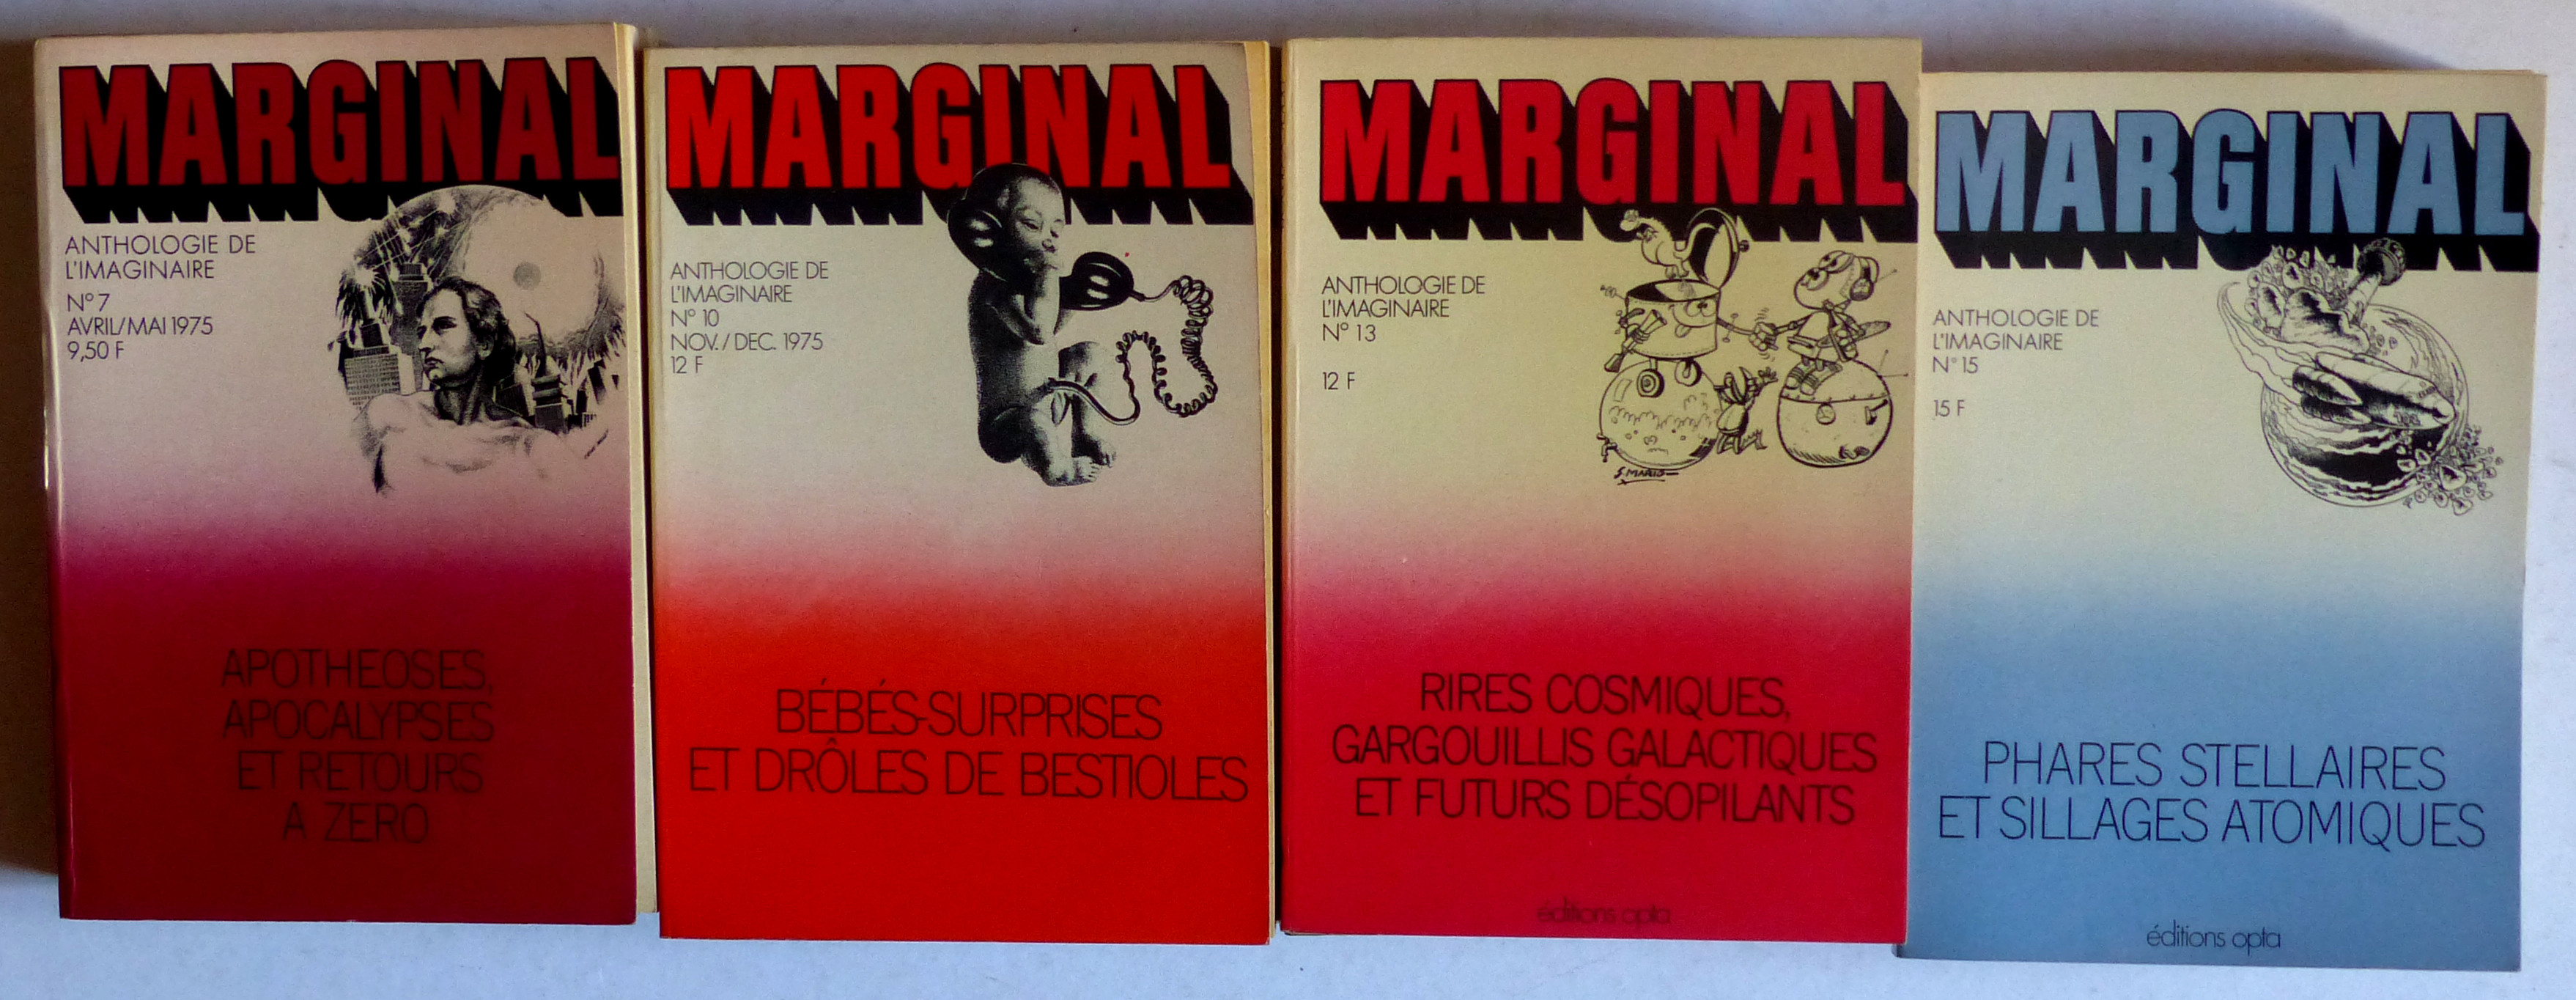 MARGINAL
ANTHOLOGIE DE
L'IMAGINAIRE
N° 7
AVRIL/MAI 1975
9,50 F
APOTHEOSES,
APOCALYPSES
ET RETOURS
A ZERO
MARGINAL
ANTHOLOGIE DE
L'IMAGINAIRE
N° 10
NOV. / DEC. 1975
12 F
BÉBÉS-SURPRISES
ET DRÔLES DE BESTIOLES
MARGINAL
ANTHOLOGIE DE
L'IMAGINAIRE
N° 13
12 F
S. MARIO
RIRES COSMIQUES,
GARGOUILLIS GALACTIQUES
ET FUTURS DÉSOPILANTS
éditions opta
MARGINAL
ANTHOLOGIE DE
L'IMAGINAIRE
N° 15
15 F
PHARES STELLAIRES
ET SILLAGES ATOMIQUES
éditions opta